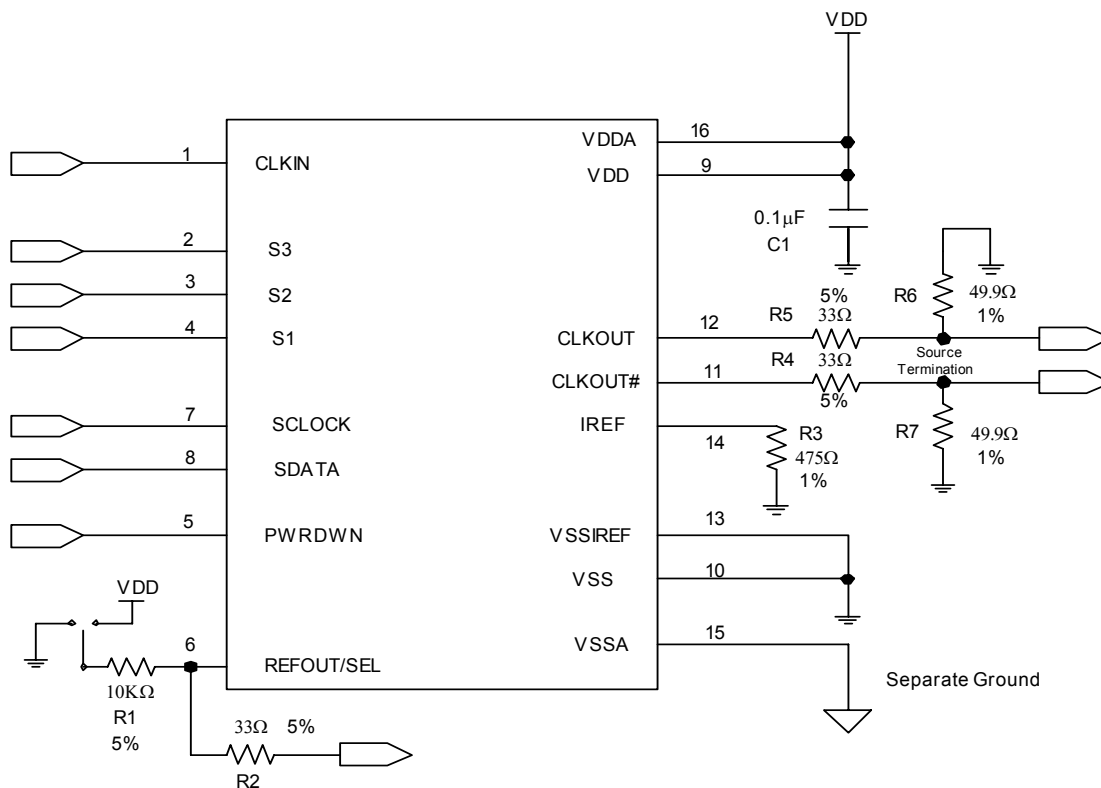 VDD
VDDA
16
VDD
9
1
CLKIN
0.1µF
C1
2
S3
3
S2
4
S1
5%
R6
49.9Ω
1%
R5
33Ω
12
CLKOUT
Source
Termination
R4
33Ω
11
CLKOUT#
5%
7
SCLOCK
IREF
14
R3
475Ω
1%
R7
49.9Ω
1%
8
SDATA
5
PWRDWN
13
VSSIREF
10
VSS
VDD
6
REFOUT/SEL
15
VSSA
Separate Ground
10KΩ
R1
5%
33Ω 5%
R2